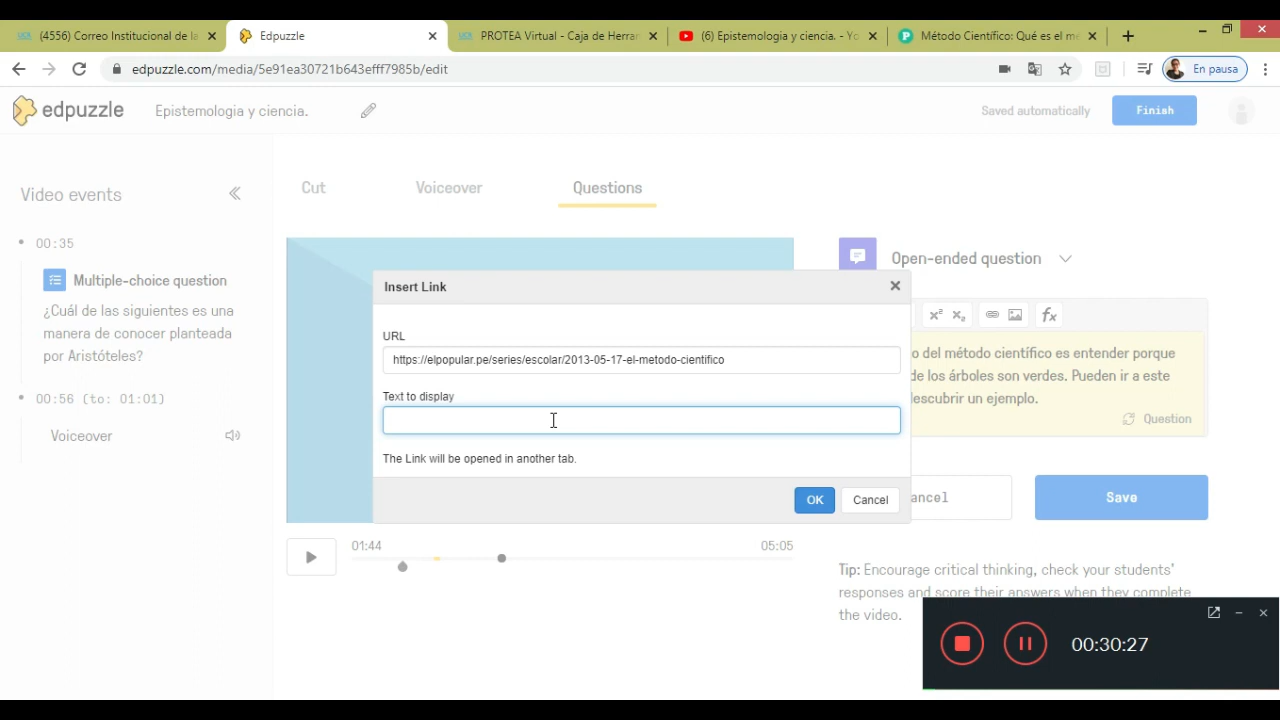 (4556) Correo Institucional de la
Edpuzzle
PROTEA Virtual - Caja de Herran
(6) Epistemologia y ciencia. - Yo
Método Científico: Qué es el mé
edpuzzle.com/media/5e91ea30721b643efff7985b/edit
En pausa
edpuzzle
Epistemologia y ciencia.
Saved automatically
Finish
Video events
Cut
Voiceover
Questions
00:35
Multiple-choice question
¿Cuál de las siguientes es una
manera de conocer planteada
por Aristóteles?
00:56 (to: 01:01)
Voiceover
Open-ended question
Insert Link
URL
https://elpopular.pe/series/escolar/2013-05-17-el-metodo-cientifico
Text to display
The Link will be opened in another tab.
OK
Cancel
x² x₂
fx
o del método científico es entender porque
de los árboles son verdes. Pueden ir a este
escubrir un ejemplo.
Question
ancel
Save
01:44
05:05
Tip: Encourage critical thinking, check your students'
responses and score their answers when they complete
the video.
00:30:27